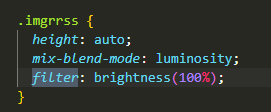 .imgrrss {
height: auto;
mix-blend-mode: luminosity;
filter: brightness(100%);
}